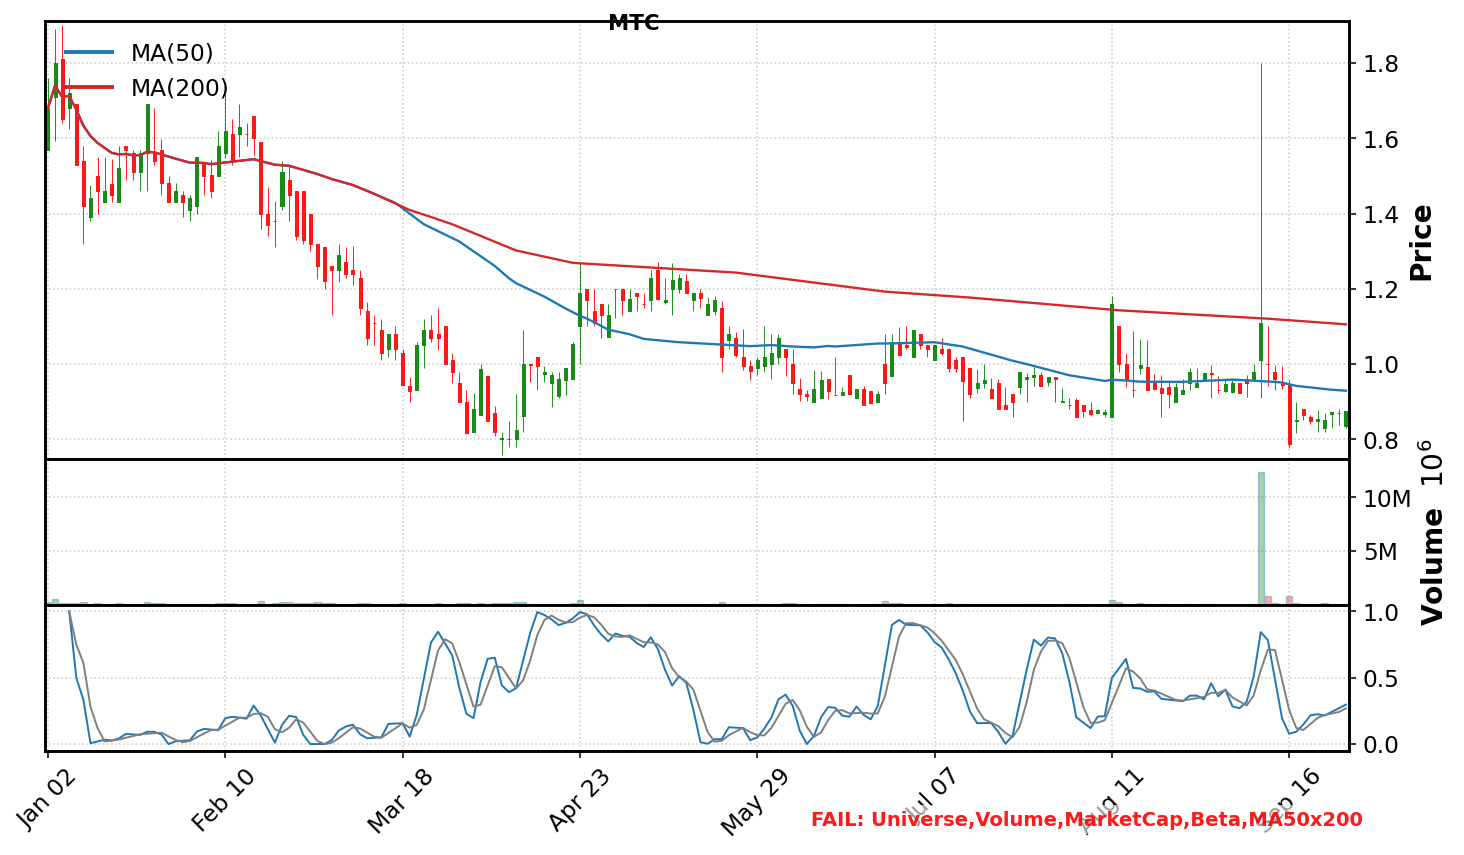 MTC
MA(50)
MA(200)
1.8
1.6
1.4
1.2
1.0
0.8
Price
10M
5M
Volume 10^6
1.0
0.5
0.0
Jan 02
Feb 10
Mar 18
Apr 23
May 29
Jul 07
Aug 11
Sep 16
FAIL: Universe,Volume,MarketCap,Beta,MA50x200